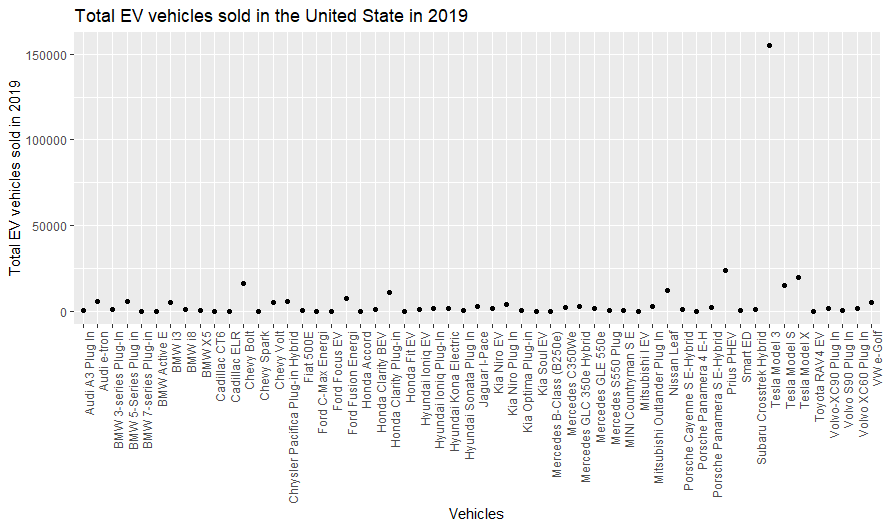 Total EV vehicles sold in the United State in 2019
Total EV vehicles sold in 2019
150000
100000
50000
0
Audi A3 Plug In
Audi e-tron
BMW 3-series Plug-In
BMW 5-Series Plug in
BMW 7-series Plug-in
BMW Active E
BMW i3
BMW i8
BMW X5
Cadillac CT6
Cadillac ELR
Chevy Bolt
Chevy Spark
Chevy Volt
Chrysler Pacifica Plug-in Hybrid
Fiat 500E
Ford C-Max Energi
Ford Focus EV
Ford Fusion Energi
Honda Accord
Honda Clarity BEV
Honda Clarity Plug-in
Honda Fit EV
Hyundai Ioniq EV
Hyundai Ioniq Plug-In
Hyundai Kona Electric
Hyundai Sonata Plug In
Jaguar I-Pace
Kia Niro EV
Kia Niro Plug In
Kia Optima Plug-in
Kia Soul EV
Mercedes B-Class (B250e)
Mercedes C350We
Mercedes GLC 350e Hybrid
Mercedes GLE 550e
Mercedes S550 Plug
MINI Countryman S E
Mitsubishi I EV
Mitsubishi Outlander Plug In
Nissan Leaf
Porsche Cayenne S E-Hybrid
Porsche Panamera 4 E-H
Porsche Panamera S E-Hybrid
Prius PHEV
Smart ED
Subaru Crosstrek Hybrid
Tesla Model 3
Tesla Model S
Tesla Model X
Toyota RAV4 EV
Volvo-XC90 Plug In
Volvo S90 Plug In
Volvo XC60 Plug In
VW e-Golf
Vehicles